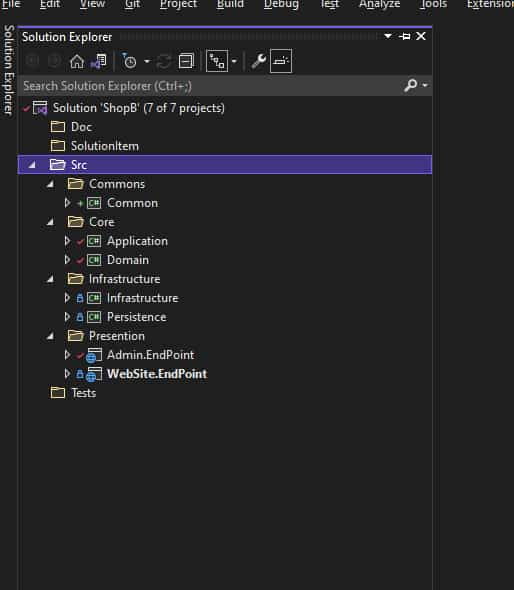 File Edit View Git Project Build Debug Test Analyze Tools Extension
Solution Explorer
Solution Explorer
Search Solution Explorer (Ctrl+;)
Solution 'ShopB' (7 of 7 projects)
Doc
SolutionItem
Src
Commons
C# Common
Core
C# Application
C# Domain
Infrastructure
C# Infrastructure
C# Persistence
Presention
Admin.EndPoint
WebSite.EndPoint
Tests